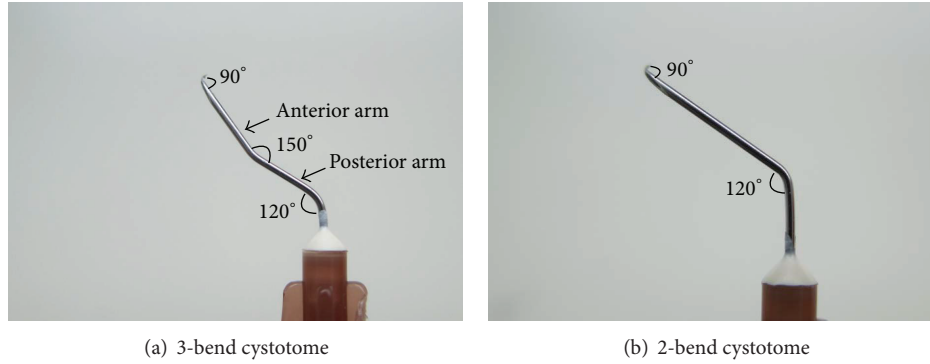 90°
Anterior arm
150°
Posterior arm
120°
(a) 3-bend cystotome
90°
120°
(b) 2-bend cystotome